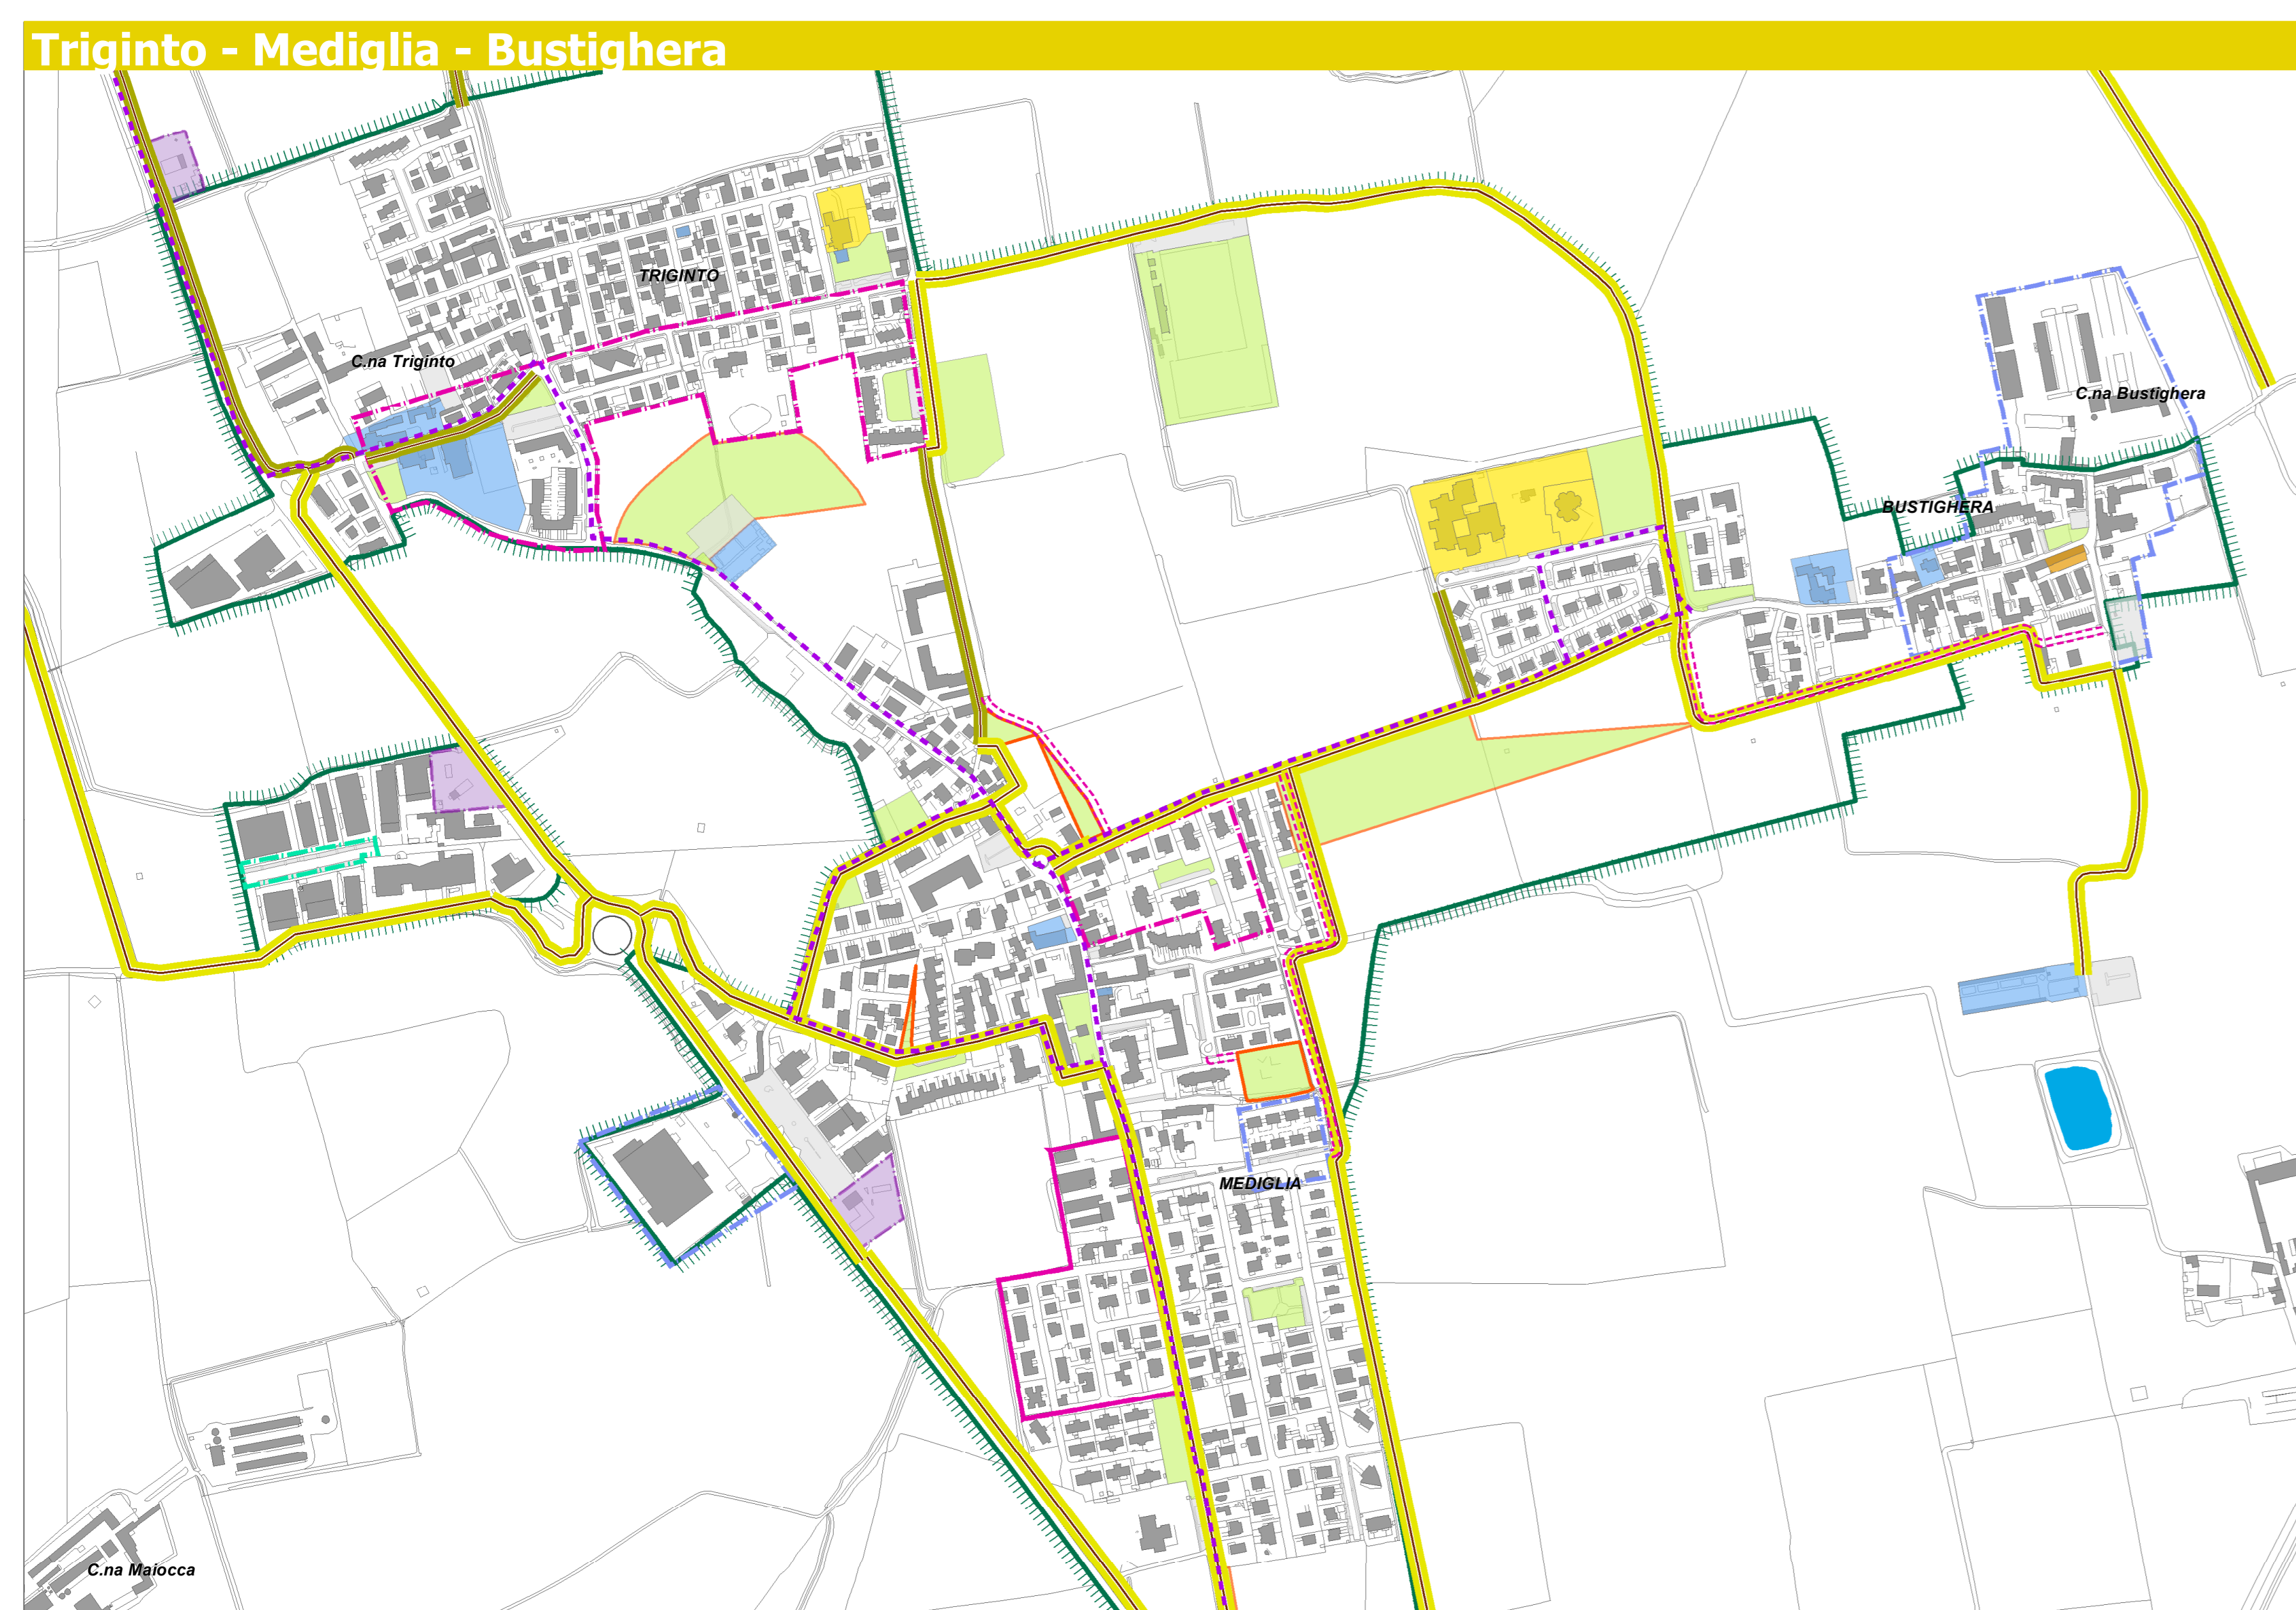 Triginto - Mediglia - Bustighera
TRIGINTO
C.na Triginto
C.na Bustighera
BUSTIGHERA
MEDIGLIA
C.na Maiocca